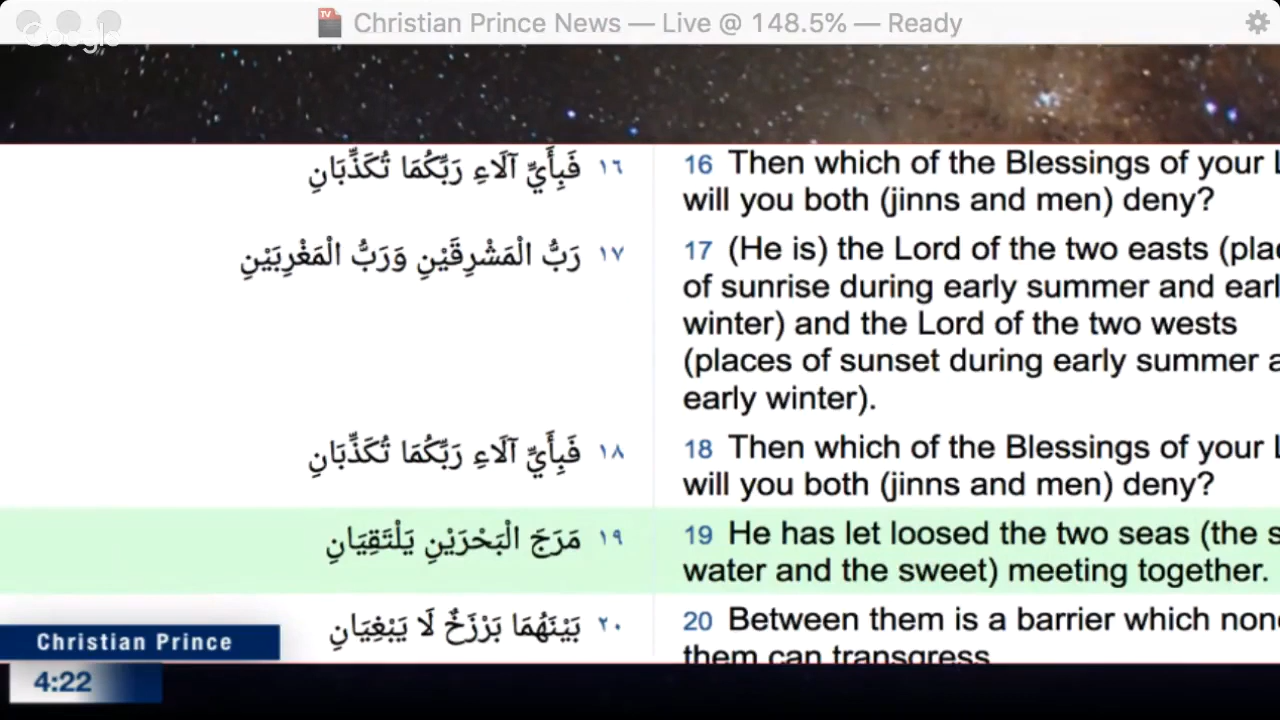 Christian Prince News — Live @ 148.5% — Ready
Google
فَبِأَيِّ آلَاءِ رَبِّكُمَا تُكَذِّبَانِ ١٦
16 Then which of the Blessings of your
will you both (jinns and men) deny?
رَبُّ الْمَشْرِقَيْنِ وَرَبُّ الْمَغْرِبَيْنِ ١٧
17 (He is) the Lord of the two easts
of sunrise during early summer and
winter) and the Lord of the two wests
(places of sunset during early summer
early winter).
فَبِأَيِّ آلَاءِ رَبِّكُمَا تُكَذِّبَانِ ١٨
18 Then which of the Blessings of your
will you both (jinns and men) deny?
مَرَجَ الْبَحْرَيْنِ يَلْتَقِيَانِ ١٩
19 He has let loosed the two seas (the
water and the sweet) meeting together.
بَيْنَهُمَا بَرْزَخٌ لَا يَبْغِيَانِ ٢٠
20 Between them is a barrier which
them can transgress
Christian Prince
4:22